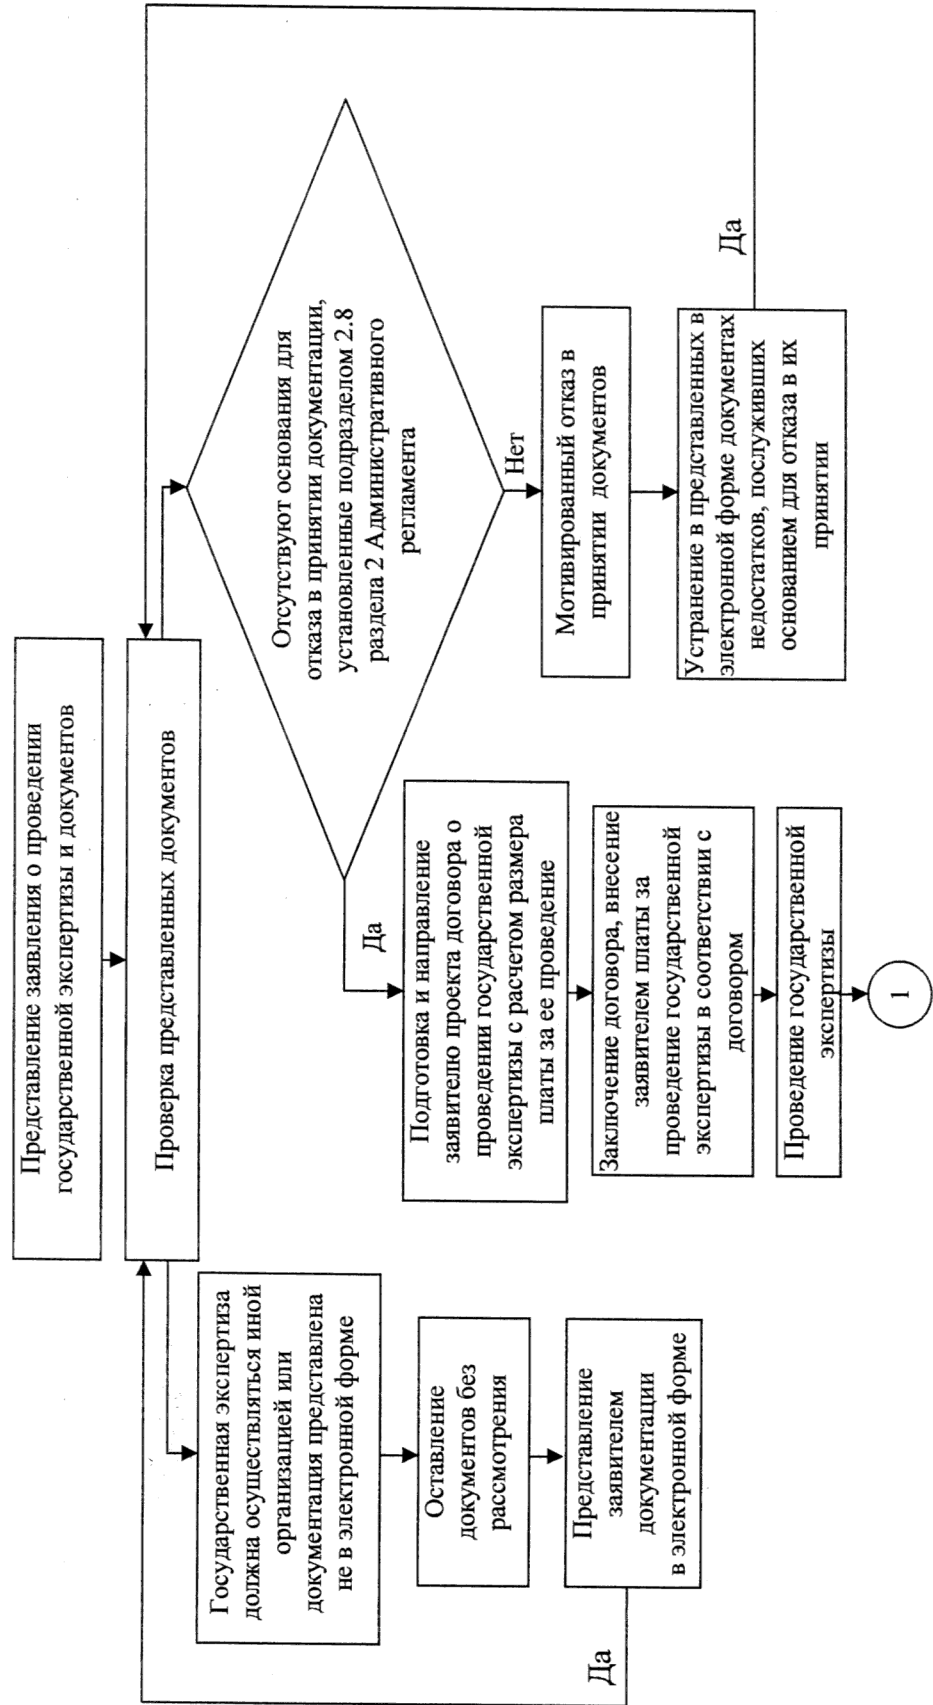 Представление заявления о проведении
государственной экспертизы и документов
Проверка представленных документов
Государственная экспертиза
должна осуществляться иной
организацией или
документация представлена
не в электронной форме
Оставление
документов без
рассмотрения
Представление
заявителем
документации
в электронной форме
Да
Отсутствуют основания для
отказа в принятии документации,
установленные подразделом 2.8
раздела 2 Административного
регламента
Да
Подготовка и направление
заявителю проекта договора о
проведении государственной
экспертизы с расчетом размера
платы за ее проведение
Заключение договора, внесение
заявителем платы за
проведение государственной
экспертизы в соответствии с
договором
Проведение государственной
экспертизы
1
Нет
Мотивированный отказ в
принятии документов
Устранение в представленных в
электронной форме документах
недостатков, послуживших
основанием для отказа в их
принятии
Да